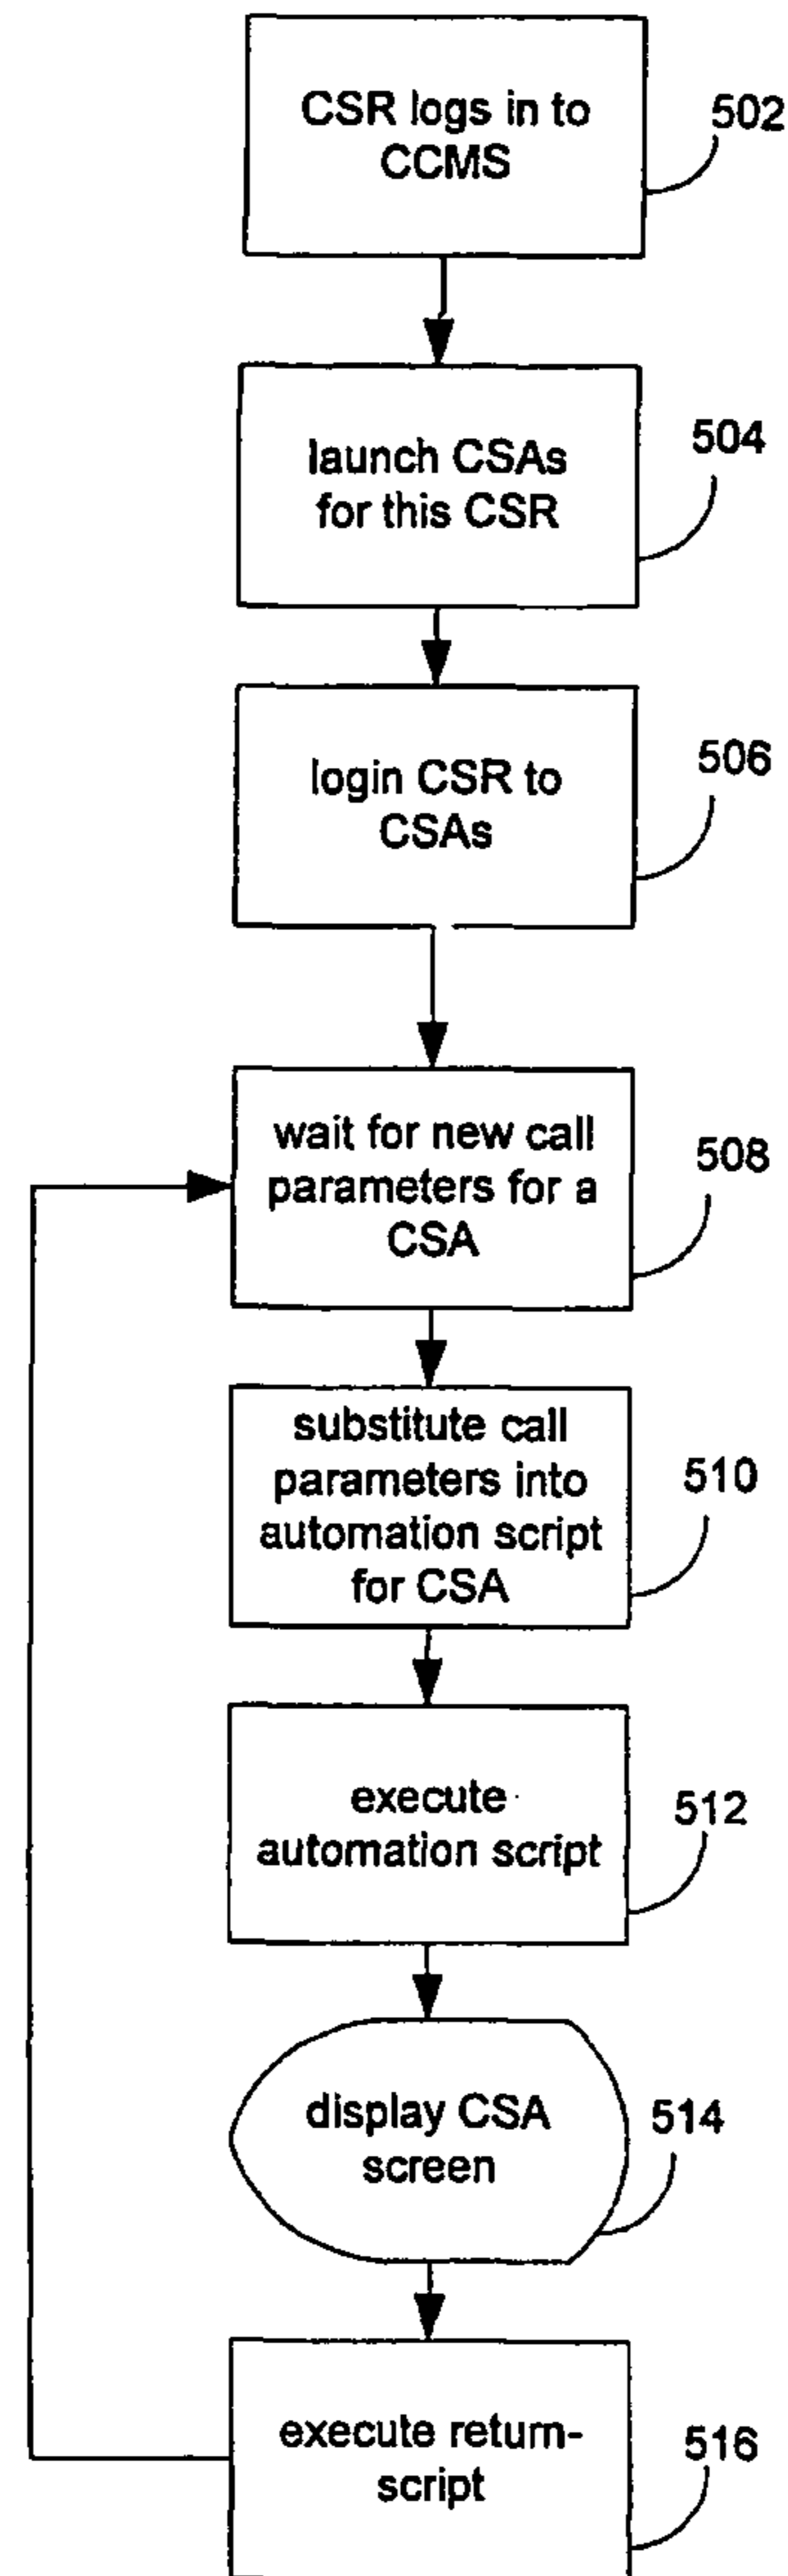 CSR logs in to
CCMS
502
launch CSAs
for this CSR
504
login CSR to
CSAs
506
wait for new call
parameters for a
CSA
508
substitute call
parameters into
automation script
for CSA
510
execute
automation script
512
display CSA
screen
514
execute return-
script
516